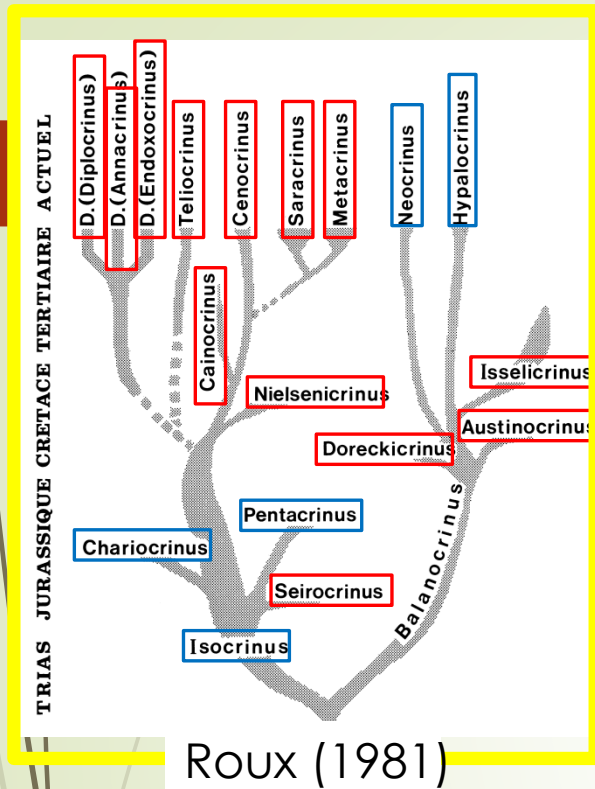 TRIAS JURASSIQUE CRETACE TERTIAIRE ACTUEL
D.(Diplocrinus)
D.(Annacrinus)
D.(Endoxocrinus)
Teliocrinus
Cenocrinus
Saracrinus
Metacrinus
Neocrinus
Hypalocrinus
Cainocrinus
Nielsenicrinus
Isselicrinus
Austinocrinus
Doreckicrinus
Pentacrinus
Chariocrinus
Seirocrinus
Isocrinus
Balanocrinus
Roux (1981)